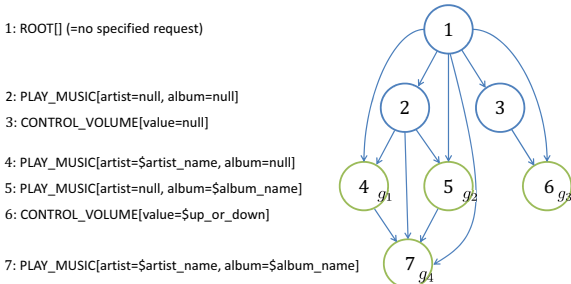 1: ROOT[] (=no specified request)
2: PLAY_MUSIC[artist=null, album=null]
3: CONTROL_VOLUME[value=null]
4: PLAY_MUSIC[artist=$artist_name, album=null]
5: PLAY_MUSIC[artist=null, album=$album_name]
6: CONTROL_VOLUME[value=$up_or_down]
7: PLAY_MUSIC[artist=$artist_name, album=$album_name]
1
2 3
4 g1 5 g2 6 g3
7 g4